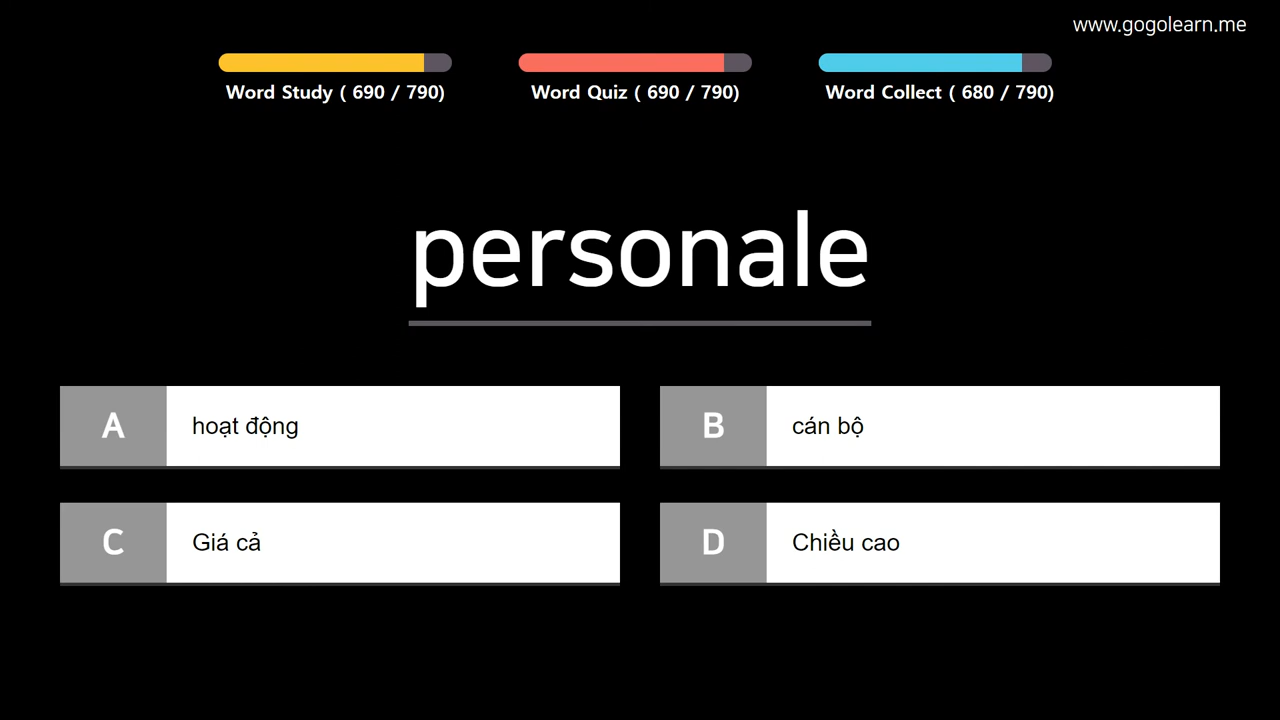 www.gogolearn.me
Word Study ( 690 / 790)
Word Quiz ( 690 / 790)
Word Collect ( 680 / 790)
personale
A hoạt động
B cán bộ
C Giá cả
D Chiều cao